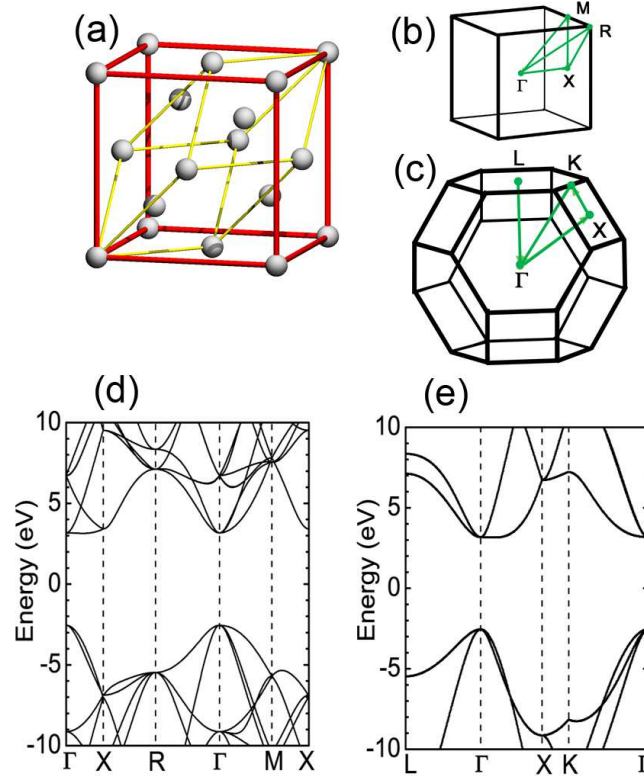 (a)
(b)
M
R
Γ
X
(c)
L
K
X
Γ
(d)
Energy (eV)
10
5
0
-5
-10
Γ X R Γ M X
(e)
Energy (eV)
10
5
0
-5
-10
L Γ X K